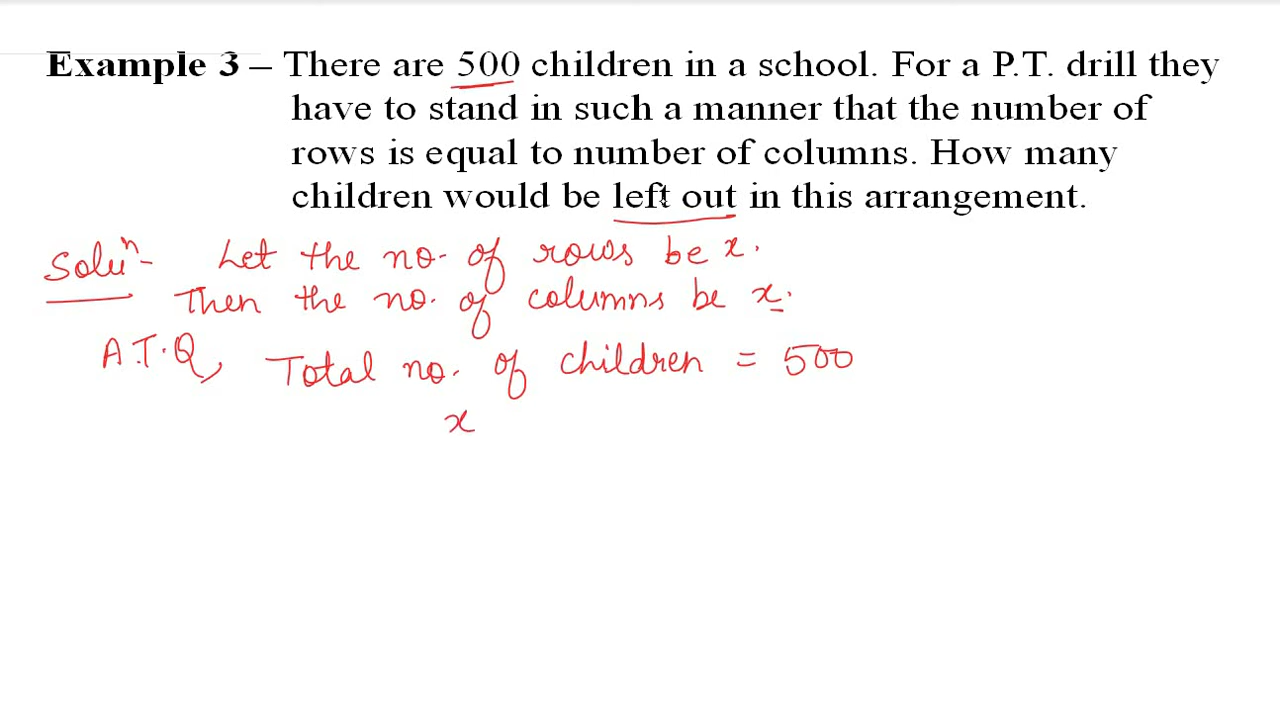 Example 3 – There are 500 children in a school. For a P.T. drill they
have to stand in such a manner that the number of
rows is equal to number of columns. How many
children would be left out in this arrangement.
Soluⁿ- Let the no. of rows be x.
Then the no. of columns be x.
A.T.Q, Total no. of children = 500
x